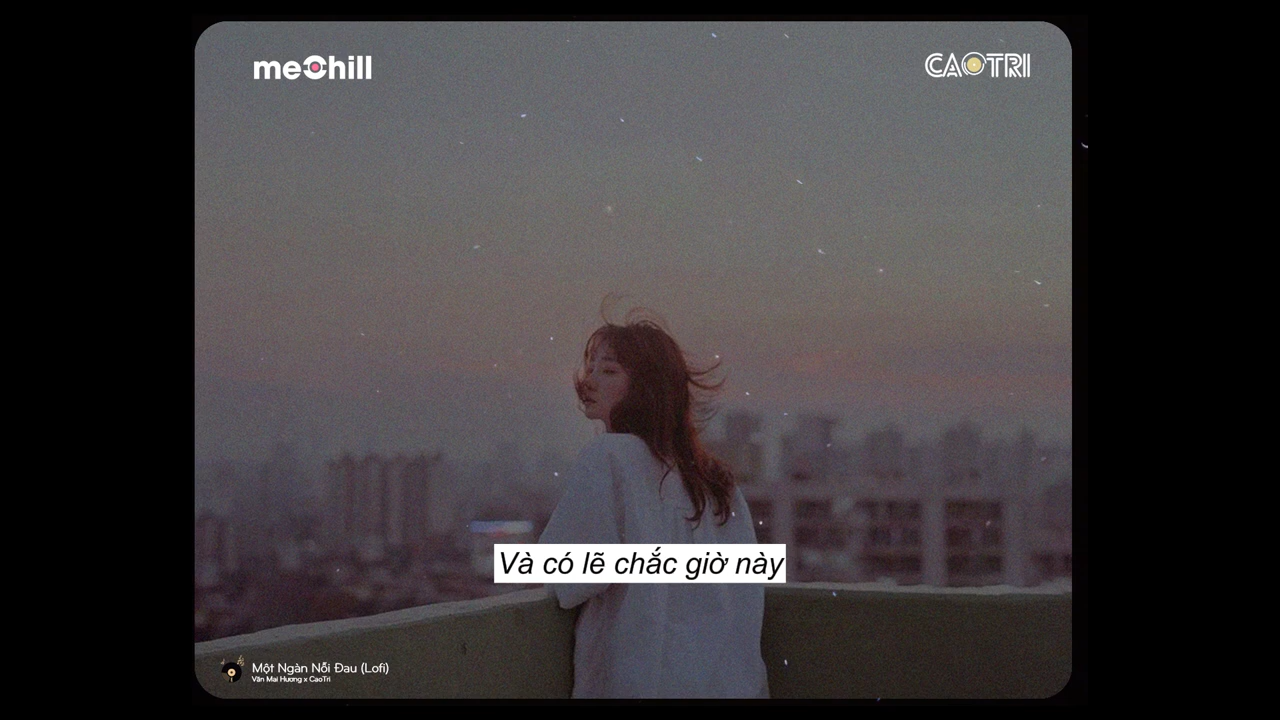 meChill
CAOTRI
Và có lẽ chắc giờ này
Một Ngàn Nỗi Đau (Lofi)
Văn Mai Hương x CaoTri